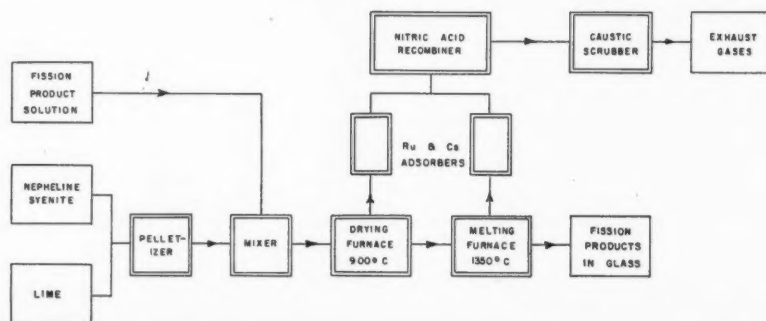 NITRIC ACID
RECOMBINER
CAUSTIC
SCRUBBER
EXHAUST
GASES
FISSION
PRODUCT
SOLUTION
Ru & Cs
ADSORBERS
NEPHELINE
SYENITE
PELLET-
IZER
MIXER
DRYING
FURNACE
900° C
MELTING
FURNACE
1350° C
FISSION
PRODUCTS
IN GLASS
LIME